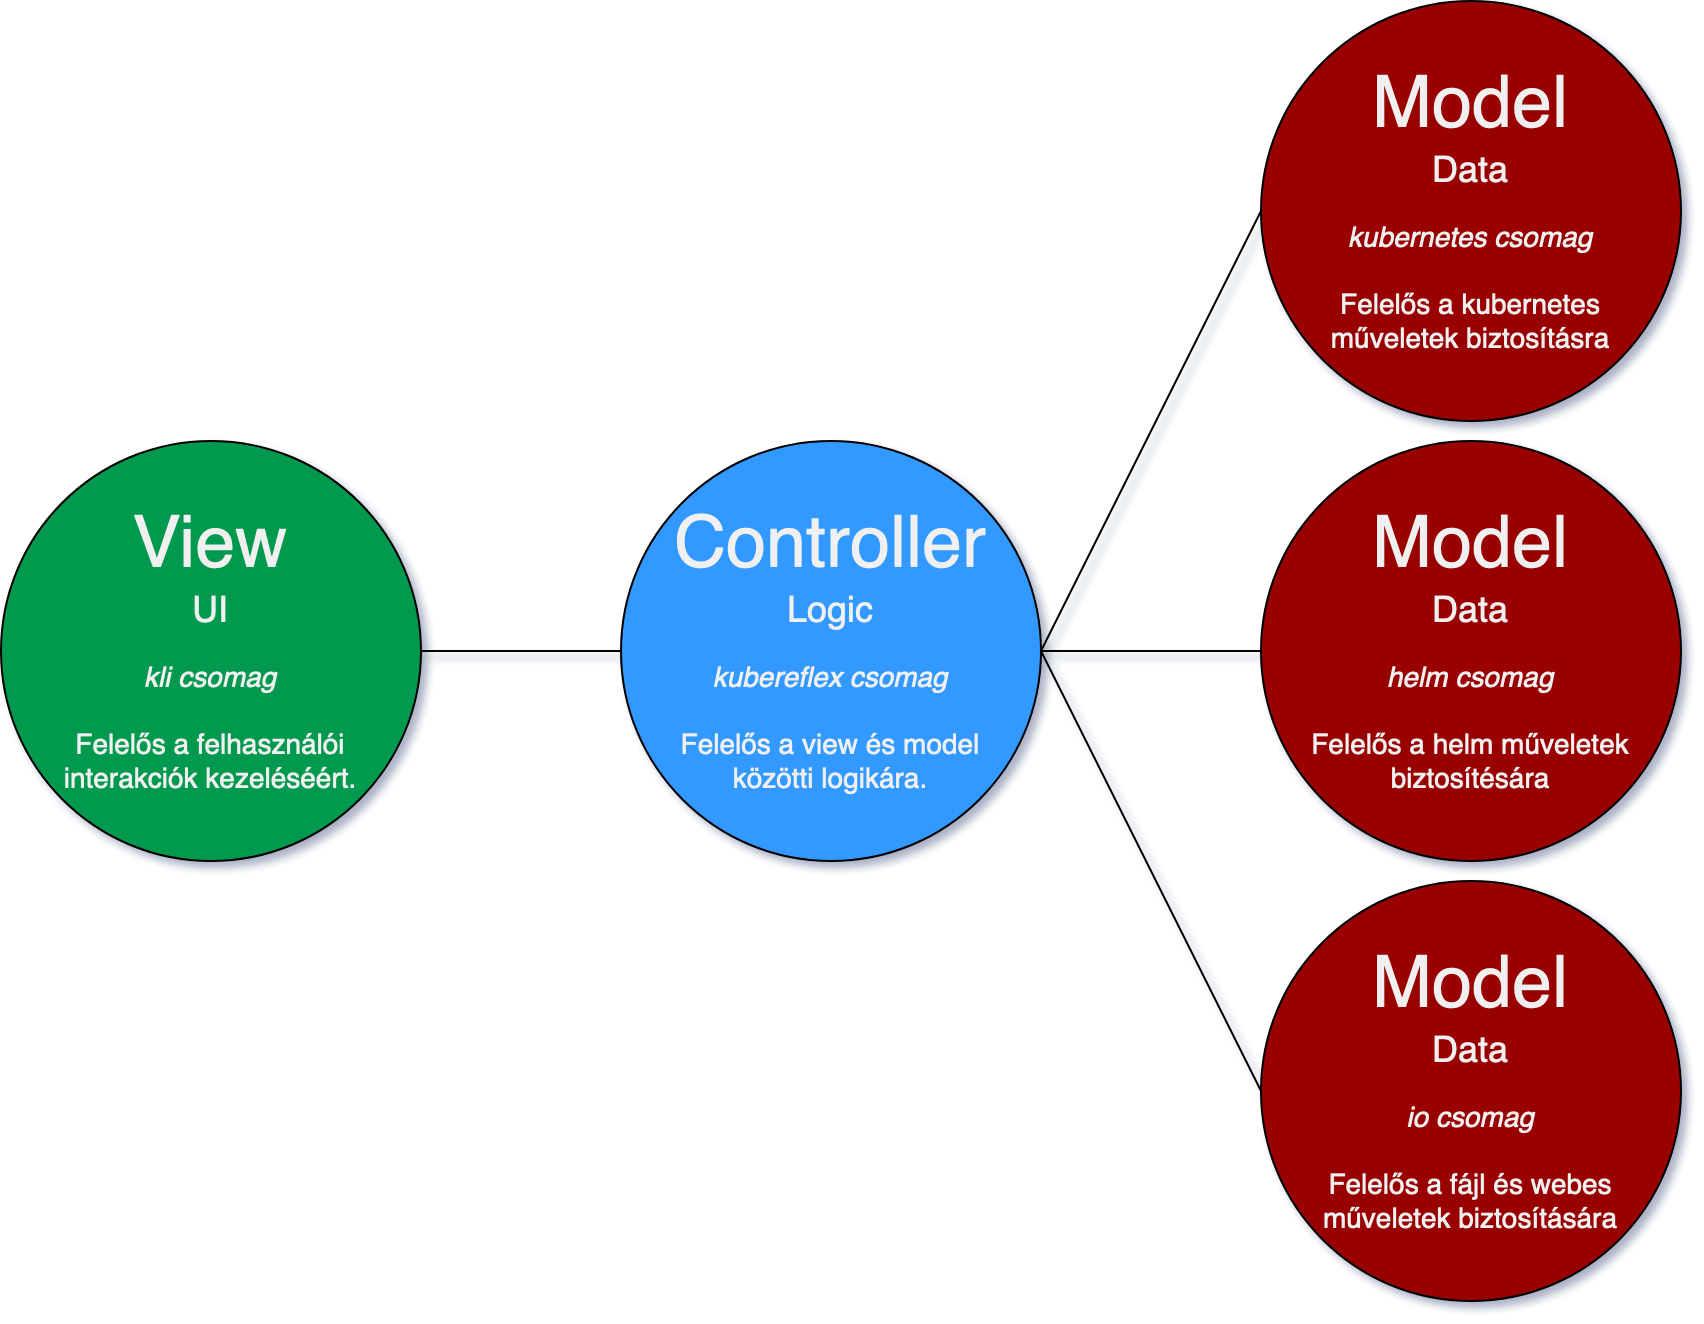 View
UI
kli csomag
Felelős a felhasználói
interakciók kezeléséért.
Controller
Logic
kubereflex csomag
Felelős a view és model
közötti logikára.
Model
Data
kubernetes csomag
Felelős a kubernetes
műveletek biztosításra
Model
Data
helm csomag
Felelős a helm műveletek
biztosítésára
Model
Data
io csomag
Felelős a fájl és webes
műveletek biztosítására